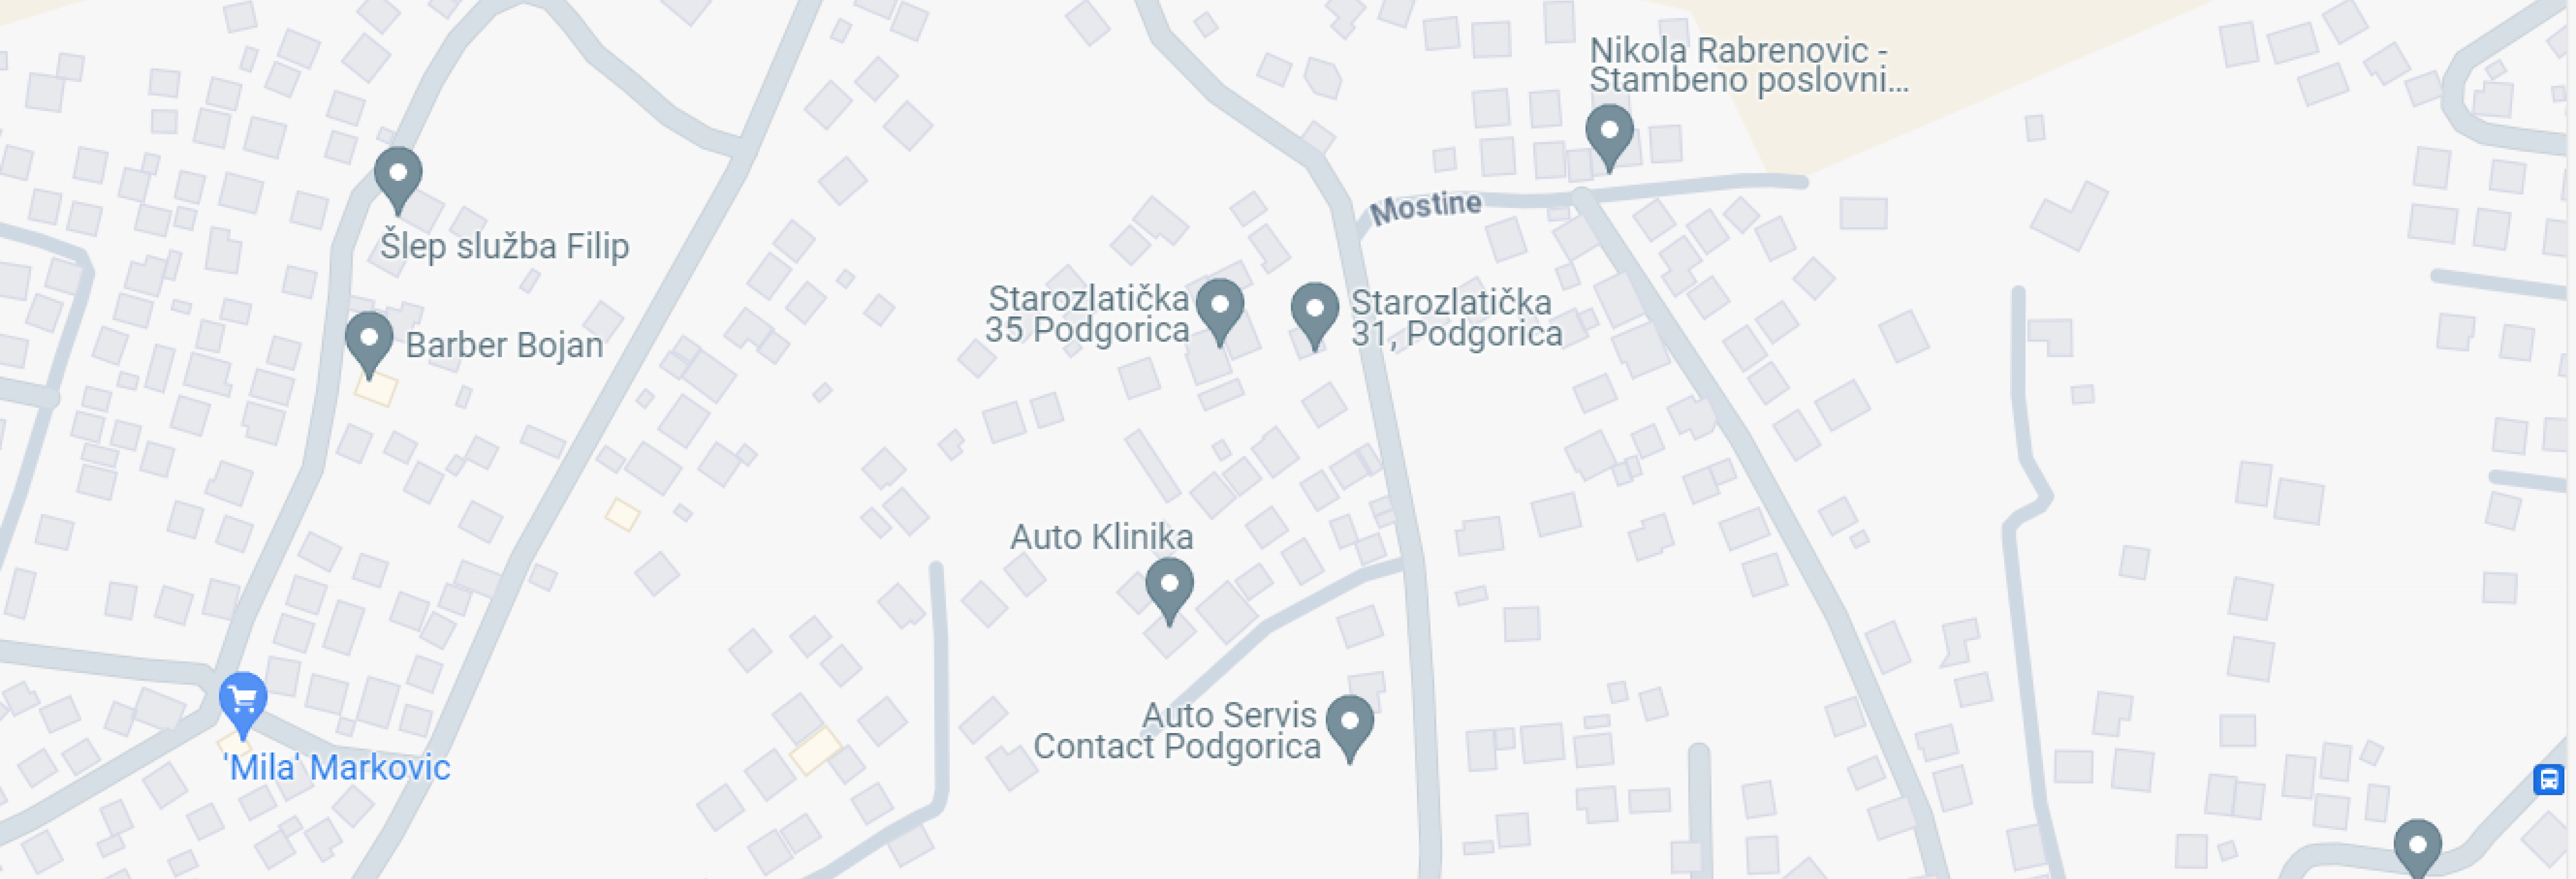 Nikola Rabrenovic -
Stambeno poslovni...
Mostine
Šlep služba Filip
Starozlatička
35 Podgorica
Starozlatička
31, Podgorica
Barber Bojan
Auto Klinika
Auto Servis
Contact Podgorica
'Mila' Markovic